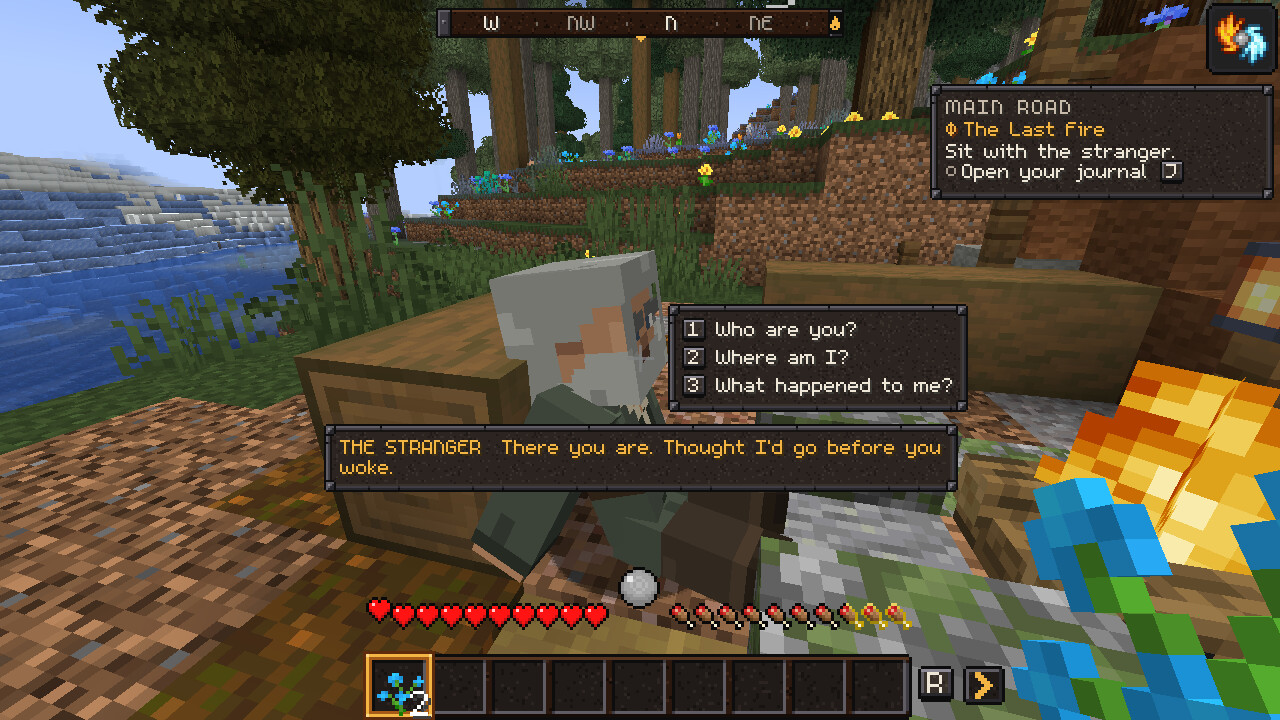 W NW N NE
MAIN ROAD
The Last Fire
Sit with the stranger.
Open your journal J
1 Who are you?
2 Where am I?
3 What happened to me?
THE STRANGER There you are. Thought I'd go before you
woke.
2
R